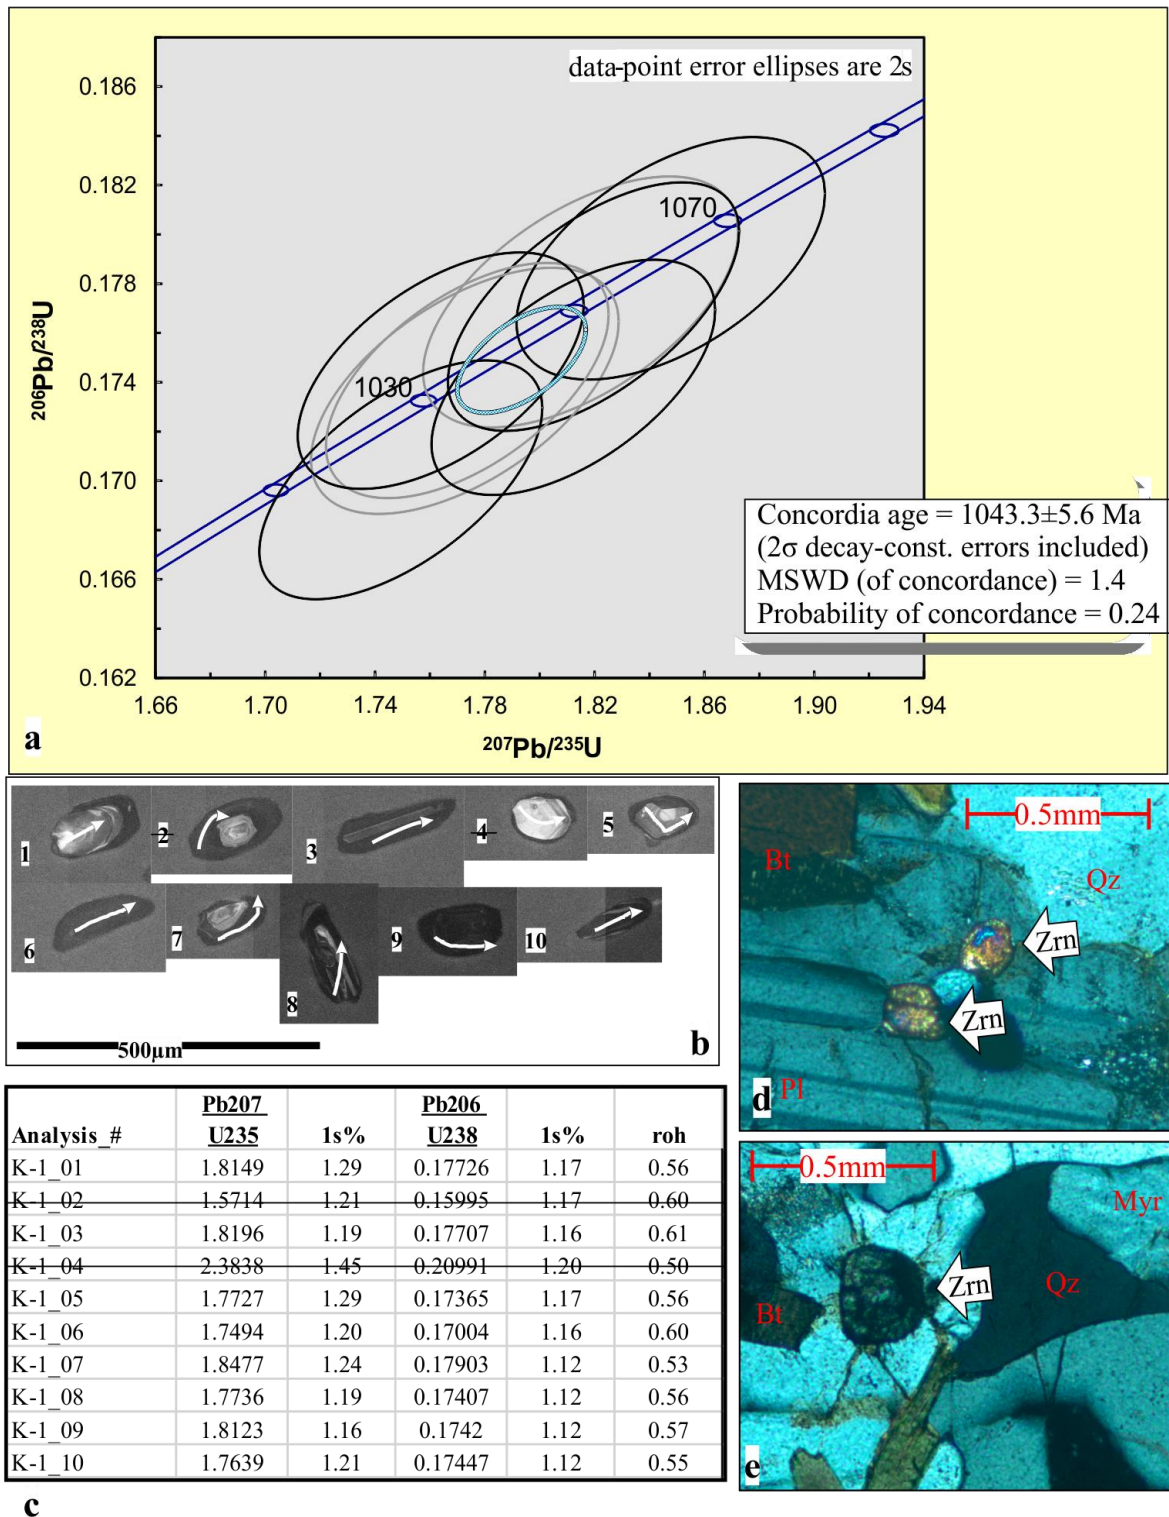 data-point error ellipses are 2s
0.186
0.182
0.178
0.174
0.170
0.166
0.162
206Pb/238U
1070
1030
Concordia age = 1043.3±5.6 Ma
(2σ decay-const. errors included)
MSWD (of concordance) = 1.4
Probability of concordance = 0.24
1.66 1.70 1.74 1.78 1.82 1.86 1.90 1.94
207Pb/235U
a
1 2 3 4 5
6 7 8 9 10
500µm
b
0.5mm
Bt
Qz
Zrn
Zrn
Pl
d
Pb207 Pb206
Analysis_# U235 1s% U238 1s% roh
K-1_01 1.8149 1.29 0.17726 1.17 0.56
K-1_02 1.5714 1.21 0.15995 1.17 0.60
K-1_03 1.8196 1.19 0.17707 1.16 0.61
K-1_04 2.3838 1.45 0.20991 1.20 0.50
K-1_05 1.7727 1.29 0.17365 1.17 0.56
K-1_06 1.7494 1.20 0.17004 1.16 0.60
K-1_07 1.8477 1.24 0.17903 1.12 0.53
K-1_08 1.7736 1.19 0.17407 1.12 0.56
K-1_09 1.8123 1.16 0.1742 1.12 0.57
K-1_10 1.7639 1.21 0.17447 1.12 0.55
c
0.5mm
Myr
Zrn
Qz
Bt
e